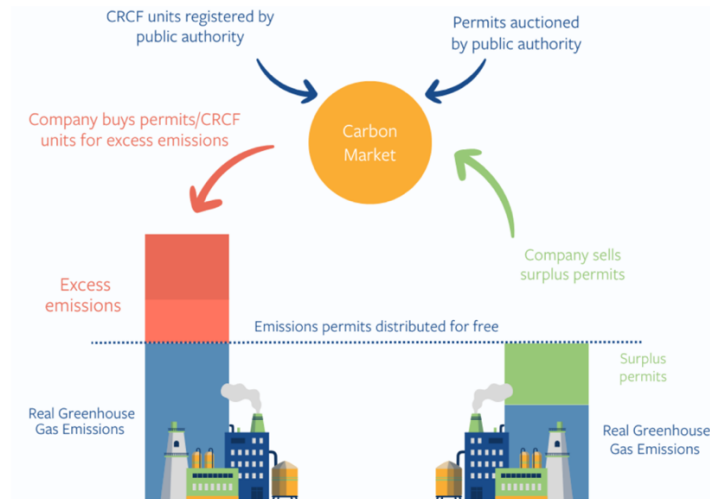 CRCF units registered by
public authority
Permits auctioned
by public authority
Company buys permits/CRCF
units for excess emissions
Carbon
Market
Company sells
surplus permits
Excess
emissions
Emissions permits distributed for free
Surplus
permits
Real Greenhouse
Gas Emissions
Real Greenhouse
Gas Emissions